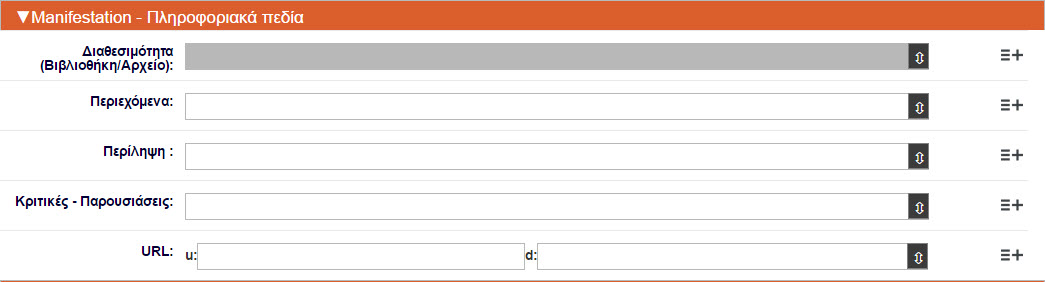 ▼Manifestation - Πληροφοριακά πεδία
Διαθεσιμότητα
(Βιβλιοθήκη/Αρχείο):
Περιεχόμενα:
Περίληψη :
Κριτικές - Παρουσιάσεις:
URL: u: d: